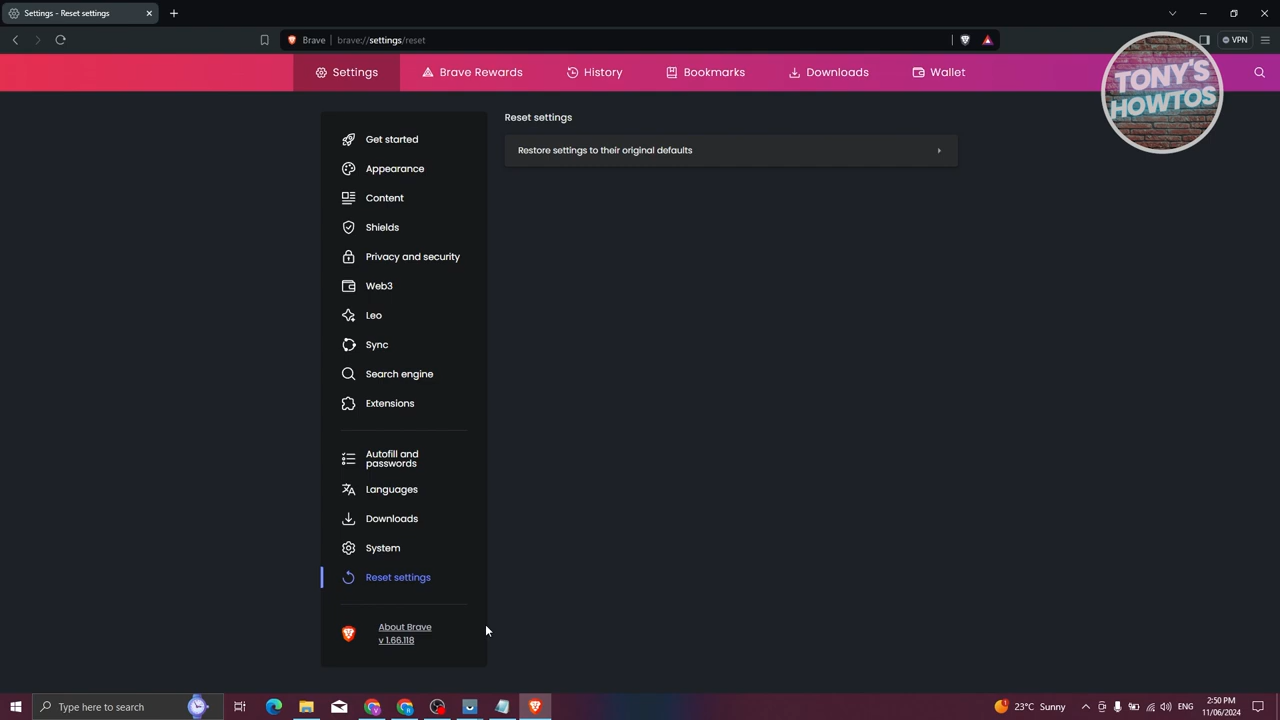 Settings - Reset settings
Brave
brave://settings/reset
VPN
Settings
Brave Rewards
History
Bookmarks
Downloads
Wallet
TONY'S
HOWTOS
Reset settings
Restore settings to their original defaults
Get started
Appearance
Content
Shields
Privacy and security
Web3
Leo
Sync
Search engine
Extensions
Autofill and
passwords
Languages
Downloads
System
Reset settings
About Brave
v 1.66.118
Type here to search
23°C Sunny
ENG
2:50 PM
11/06/2024